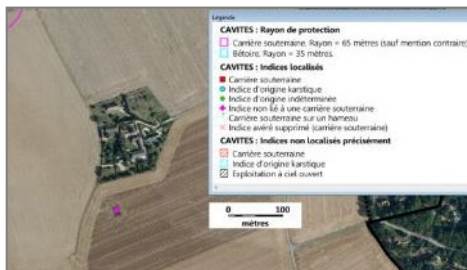 Légende
CAVITES : Rayon de protection
Carrière souterraine. Rayon = 65 mètres (sauf mention contraire)
Bétoire. Rayon = 35 mètres.
CAVITES : Indices localisés
Carrière souterraine
Indice d'origine karstique
Indice d'origine indéterminée
Indice non lié à une carrière souterraine
Carrière souterraine sur un hameau
Indice avéré supprimé (carrière souterraine)
CAVITES : Indices non localisés précisément
Carrière souterraine
Indice d'origine karstique
Exploitation à ciel ouvert
0 100
mètres